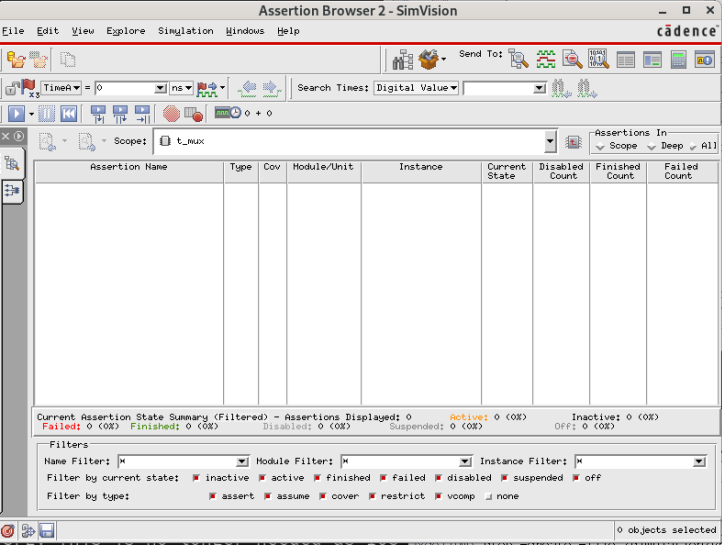 Assertion Browser 2 - SimVision
File Edit View Explore Simulation Windows Help
cādence
Send To:
TimeA = 0 ns Search Times: Digital Value
0 + 0
Scope: t_mux
Assertions In
Scope Deep All
Assertion Name Type Cov Module/Unit Instance Current State Disabled Count Finished Count Failed Count
Current Assertion State Summary (Filtered) - Assertions Displayed: 0 Active: 0 (0%) Inactive: 0 (0%)
Failed: 0 (0%) Finished: 0 (0%) Disabled: 0 (0%) Suspended: 0 (0%) Off: 0 (0%)
Filters
Name Filter: * Module Filter: * Instance Filter: *
Filter by current state: inactive active finished failed disabled suspended off
Filter by type: assert assume cover restrict vcomp none
0 objects selected